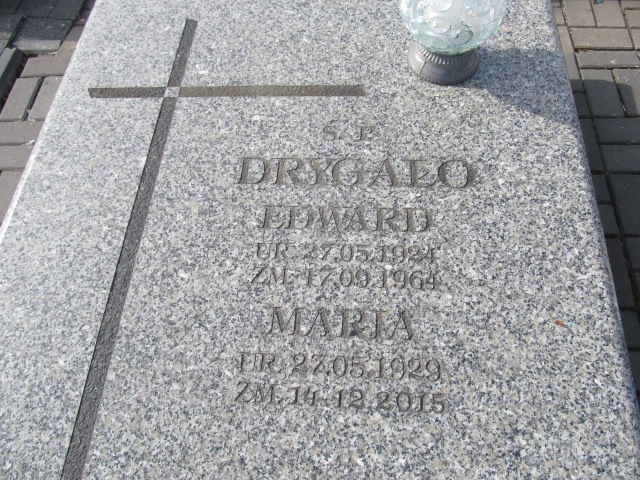 Ś. P.
DRYGAŁO
EDWARD
UR. 27.05.1924
ZM. 17.09.1964
MARIA
UR. 27.05.1929
ZM. 14.12.2015